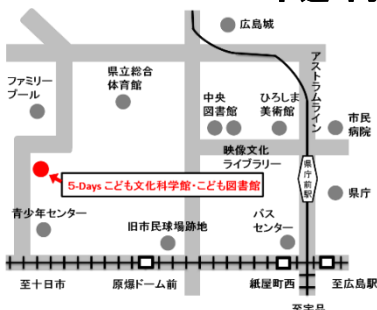 広島城
アストラムライン
ファミリー
プール
県立総合
体育館
中央
図書館
ひろしま
美術館
市民
病院
映像文化
ライブラリー
県庁前駅
5-Days こども文化科学館・こども図書館
県庁
青少年センター
旧市民球場跡地
バス
センター
至十日市
原爆ドーム前
紙屋町西
至広島駅
至宇品